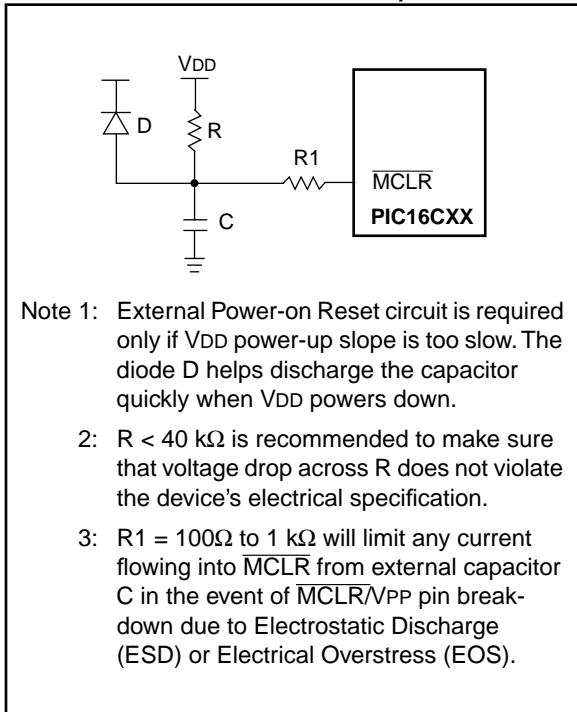 VDD
D
R
R1
MCLR
PIC16CXX
C
Note 1: External Power-on Reset circuit is required
only if VDD power-up slope is too slow. The
diode D helps discharge the capacitor
quickly when VDD powers down.
2: R < 40 kΩ is recommended to make sure
that voltage drop across R does not violate
the device's electrical specification.
3: R1 = 100Ω to 1 kΩ will limit any current
flowing into MCLR from external capacitor
C in the event of MCLR/VPP pin break-
down due to Electrostatic Discharge
(ESD) or Electrical Overstress (EOS).